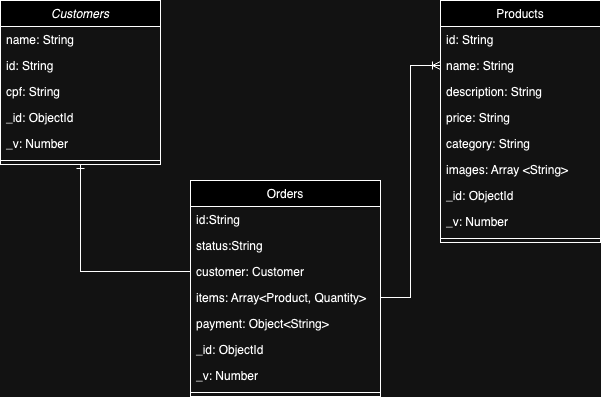 Customers
name: String
id: String
cpf: String
_id: ObjectId
_v: Number
Products
id: String
name: String
description: String
price: String
category: String
images: Array <String>
_id: ObjectId
_v: Number
Orders
id:String
status:String
customer: Customer
items: Array<Product, Quantity>
payment: Object<String>
_id: ObjectId
_v: Number